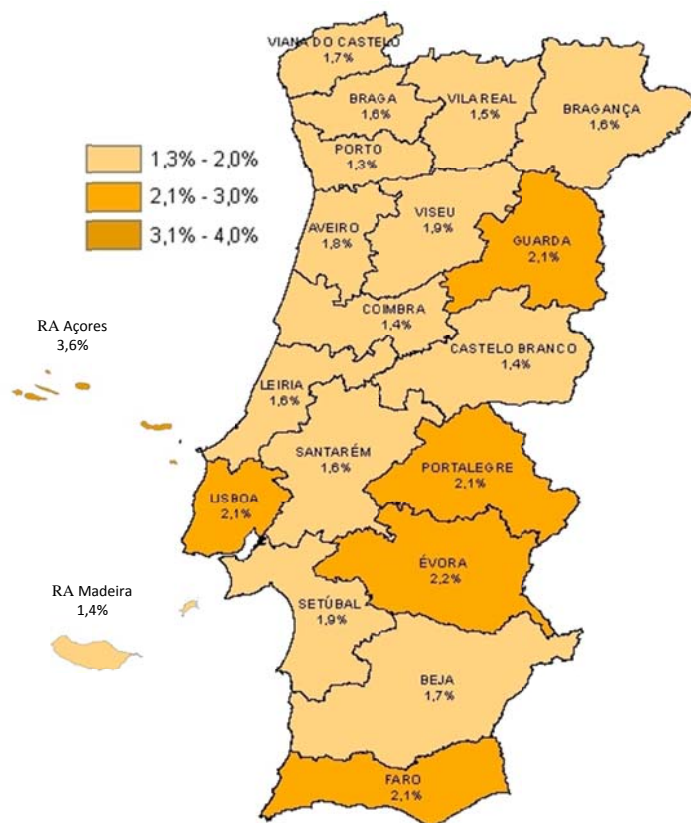 VIANA DO CASTELO
1,7%
BRAGA
1,6%
VILA REAL
1,5%
BRAGANÇA
1,6%
PORTO
1,3%
1,3% - 2,0%
2,1% - 3,0%
3,1% - 4,0%
AVEIRO
1,8%
VISEU
1,9%
GUARDA
2,1%
COIMBRA
1,4%
CASTELO BRANCO
1,4%
RA Açores
3,6%
LEIRIA
1,6%
SANTARÉM
1,6%
PORTALEGRE
2,1%
LISBOA
2,1%
ÉVORA
2,2%
RA Madeira
1,4%
SETÚBAL
1,9%
BEJA
1,7%
FARO
2,1%